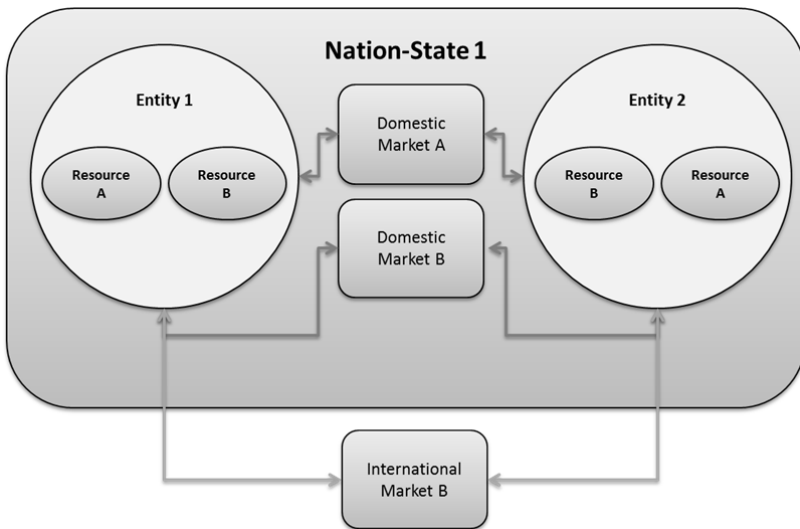 Nation-State 1
Entity 1
Resource
A
Resource
B
Domestic
Market A
Domestic
Market B
Entity 2
Resource
B
Resource
A
International
Market B